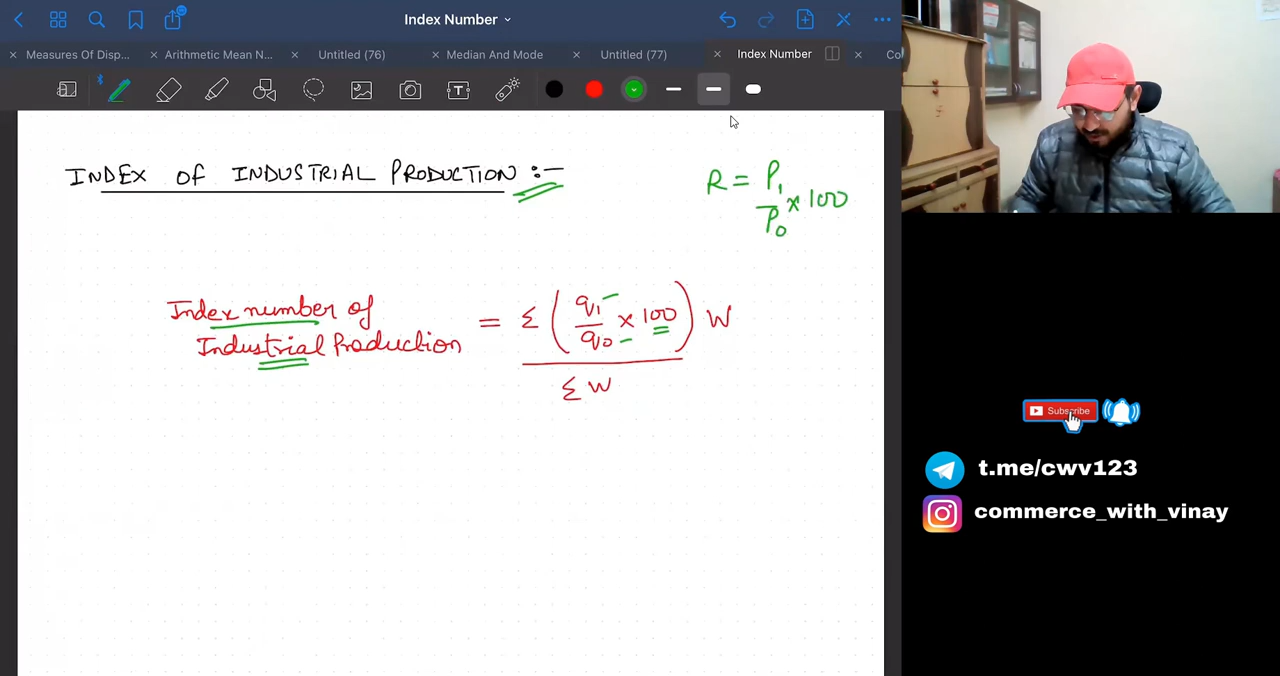 Index Number
Measures Of Disp...
Arithmetic Mean N...
Untitled (76)
Median And Mode
Untitled (77)
Index Number
Co
INDEX OF INDUSTRIAL PRODUCTION :-
R = P1/P0 × 100
Index number of
Industrial Production = Σ (q1/q0 × 100) W / Σ W
Subscribe
t.me/cwv123
commerce_with_vinay